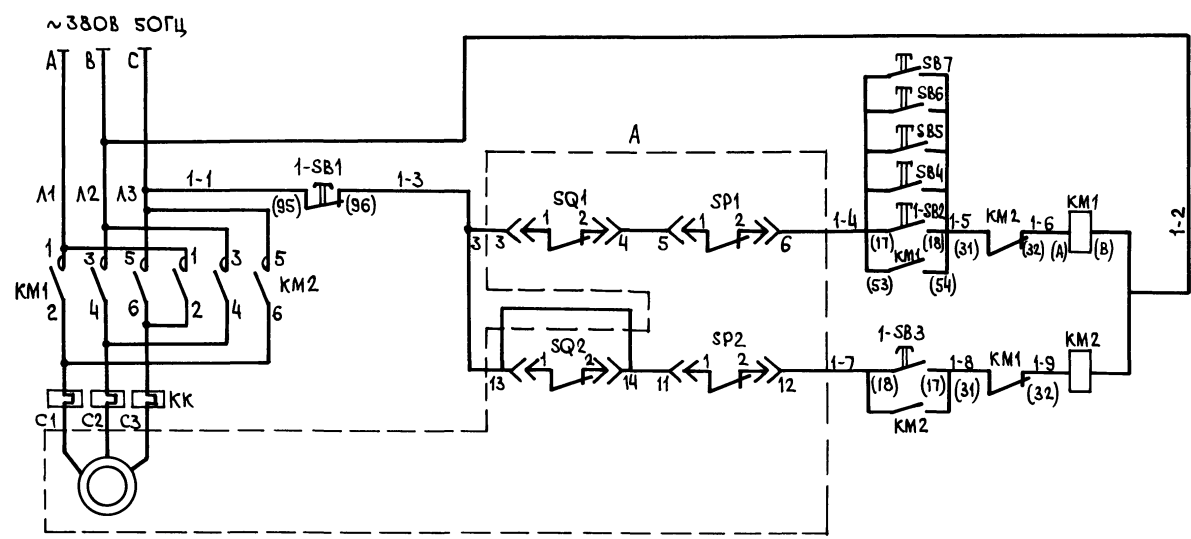 ~380В 50ГЦ
А В С
Л1 Л2 Л3
1-1 1-SB1 1-3
(95) (96)
1 3 5 1 3 5
КМ1 КМ2
2 4 6 2 4 6
КК
С1 С2 С3
А
SQ1 SP1
3 3 1 2 4 5 1 2 6 1-4
SB7
SB6
SB5
SB4
1-SB2
(17) (18)
КМ1
(53) (54)
1-5 КМ2 1-6 КМ1
(31) (32) (А) (В)
1-2
SQ2 SP2
13 1 2 14 11 1 2 12 1-7
1-SB3
(18) (17)
КМ2
1-8 КМ1 1-9 КМ2
(31) (32)